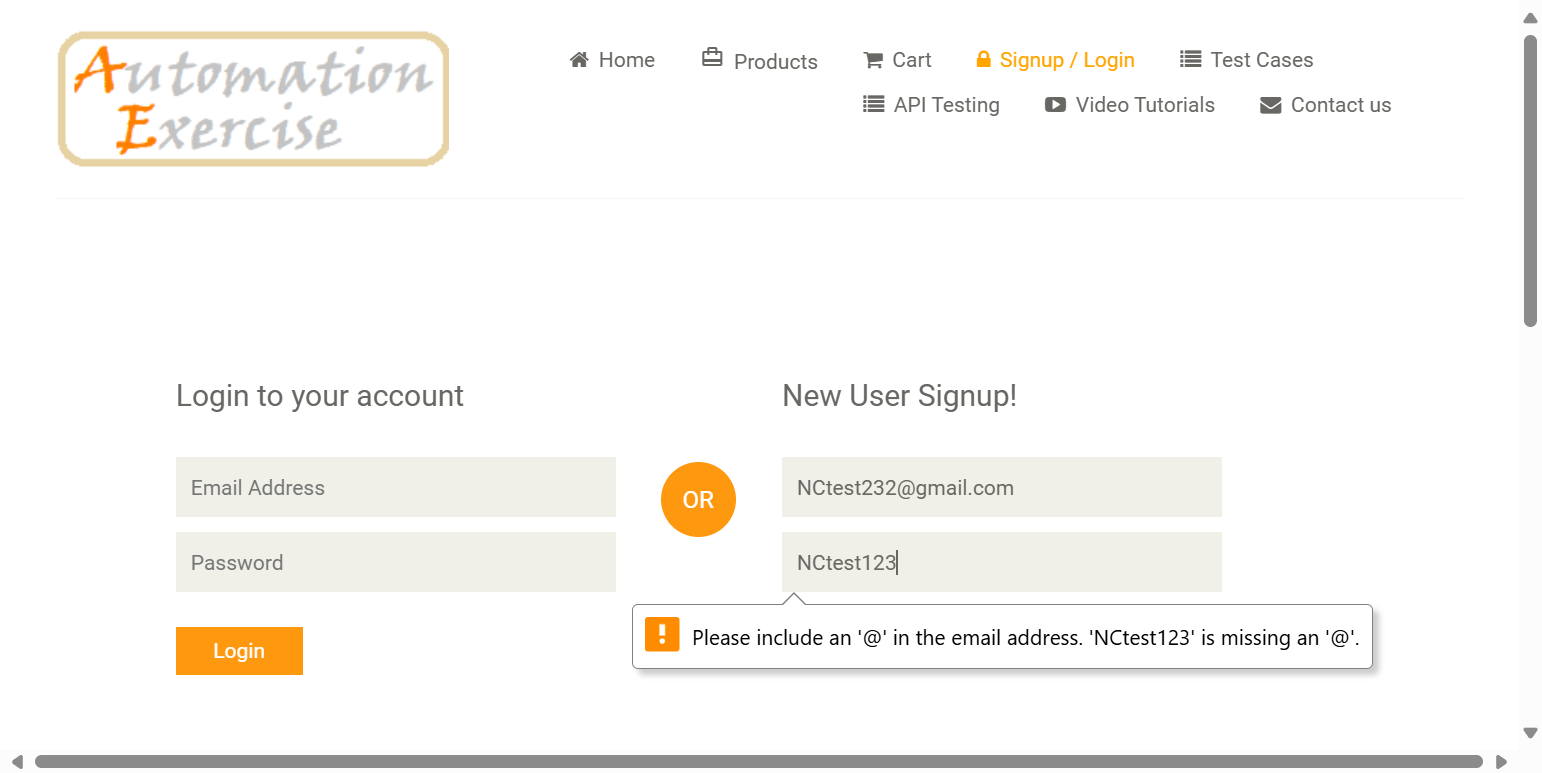 Automation
Exercise
Home
Products
Cart
Signup / Login
Test Cases
API Testing
Video Tutorials
Contact us
Login to your account
Email Address
Password
Login
OR
New User Signup!
NCtest232@gmail.com
NCtest123
Please include an '@' in the email address. 'NCtest123' is missing an '@'.